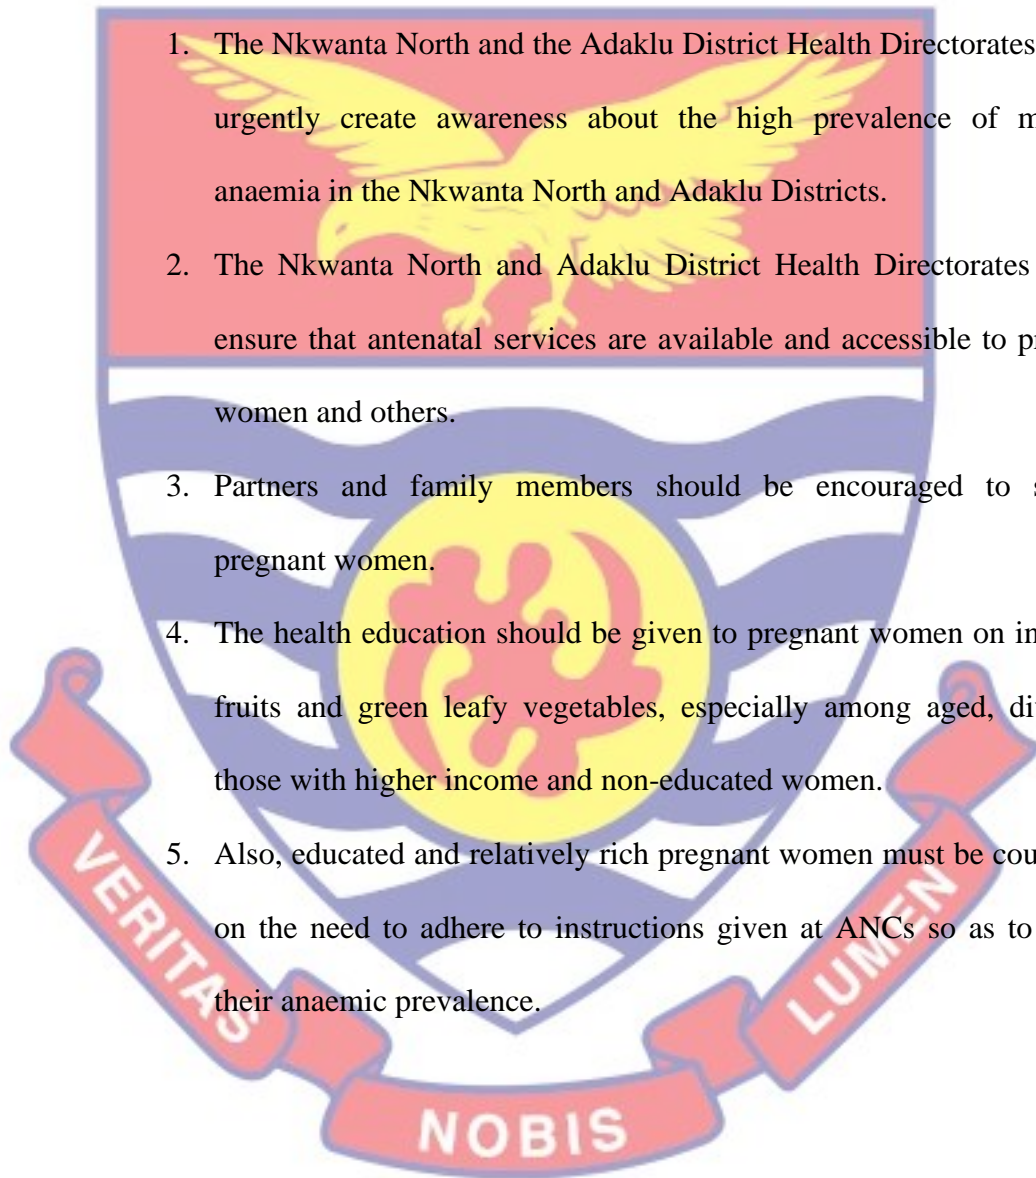 1. The Nkwanta North and the Adaklu District Health Directorates
urgently create awareness about the high prevalence of m
anaemia in the Nkwanta North and Adaklu Districts.
2. The Nkwanta North and Adaklu District Health Directorates
ensure that antenatal services are available and accessible to p
women and others.
3. Partners and family members should be encouraged to s
pregnant women.
4. The health education should be given to pregnant women on in
fruits and green leafy vegetables, especially among aged, di
those with higher income and non-educated women.
5. Also, educated and relatively rich pregnant women must be cou
on the need to adhere to instructions given at ANCs so as to
their anaemic prevalence.
VERITAS
NOBIS
LUMEN